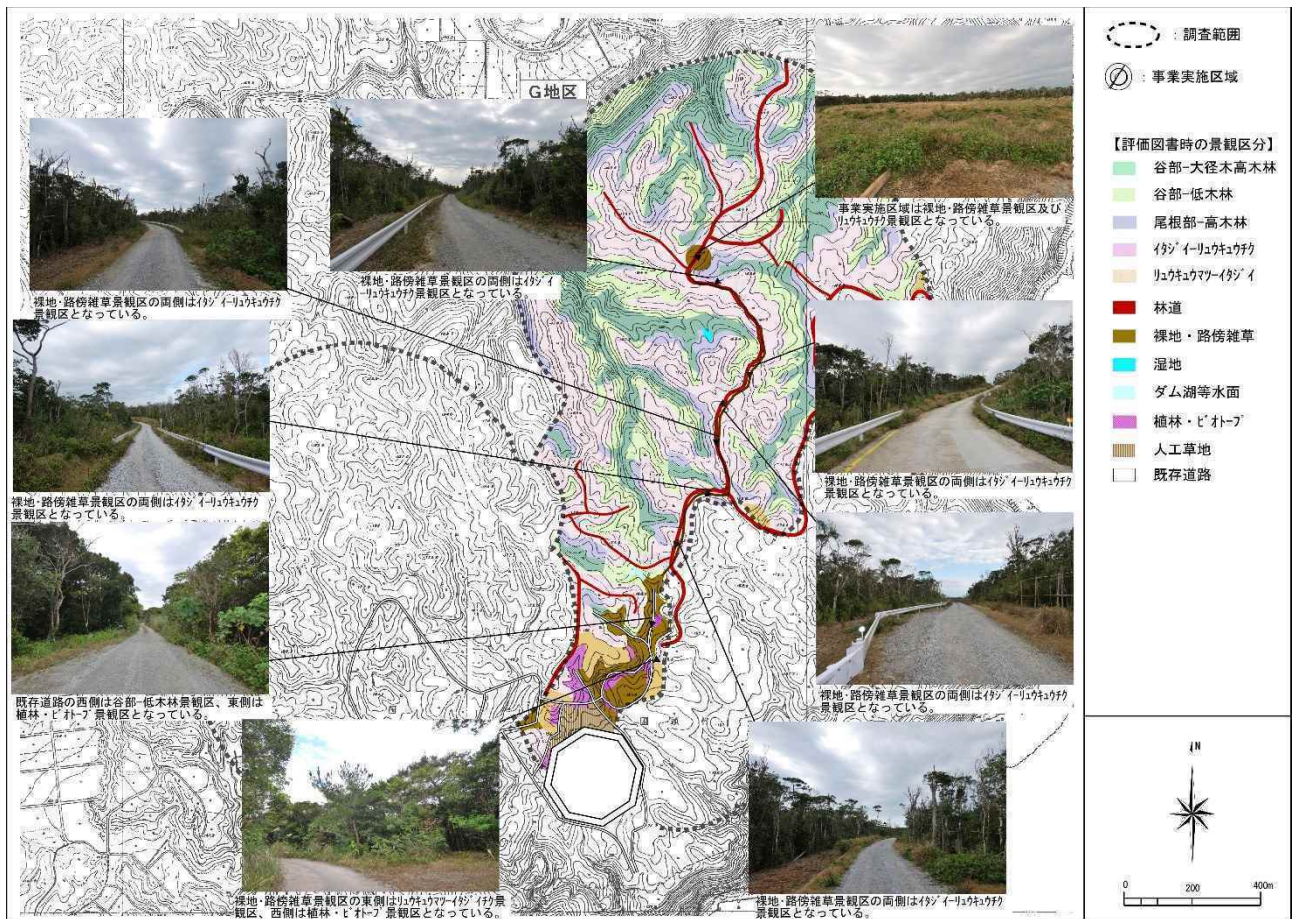 G地区
裸地・路傍雑草景観区の両側はイタジイーリュウキュウチク
景観区となっている。
裸地・路傍雑草景観区の両側はイタジイ
ーリュウキュウチク景観区となっている。
事業実施区域は裸地・路傍雑草景観区及び
リュウキュウチク景観区となっている。
裸地・路傍雑草景観区の両側はイタジイーリュウキュウチク
景観区となっている。
裸地・路傍雑草景観区の両側はイタジイーリュウキュウチク
景観区となっている。
既存道路の西側は谷部-低木林景観区、東側は
植林・ビオトープ景観区となっている。
裸地・路傍雑草景観区の両側はイタジイーリュウキュウチク
景観区となっている。
裸地・路傍雑草景観区の東側はリュウキュウマツーイタジイチク景
観区、西側は植林・ビオトープ景観区となっている。
裸地・路傍雑草景観区の両側はイタジイーリュウキュウチク
景観区となっている。
：調査範囲
：事業実施区域
【評価図書時の景観区分】
谷部-大径木高木林
谷部-低木林
尾根部-高木林
イタジイーリュウキュウチク
リュウキュウマツーイタジイ
林道
裸地・路傍雑草
湿地
ダム湖等水面
植林・ビオトープ
人工草地
既存道路
N
0 200 400m